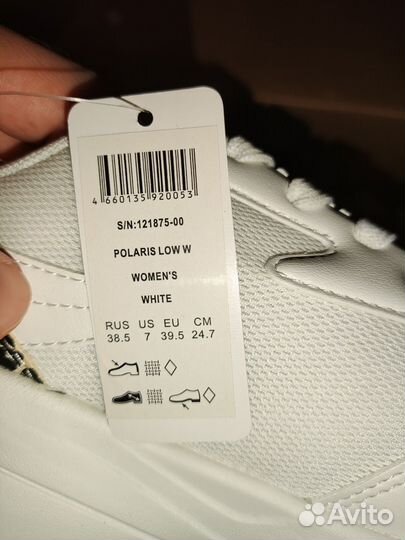 4 660135 920053
S/N:121875-00
POLARIS LOW W
WOMEN'S
WHITE
RUS US EU CM
38.5 7 39.5 24.7
Avito